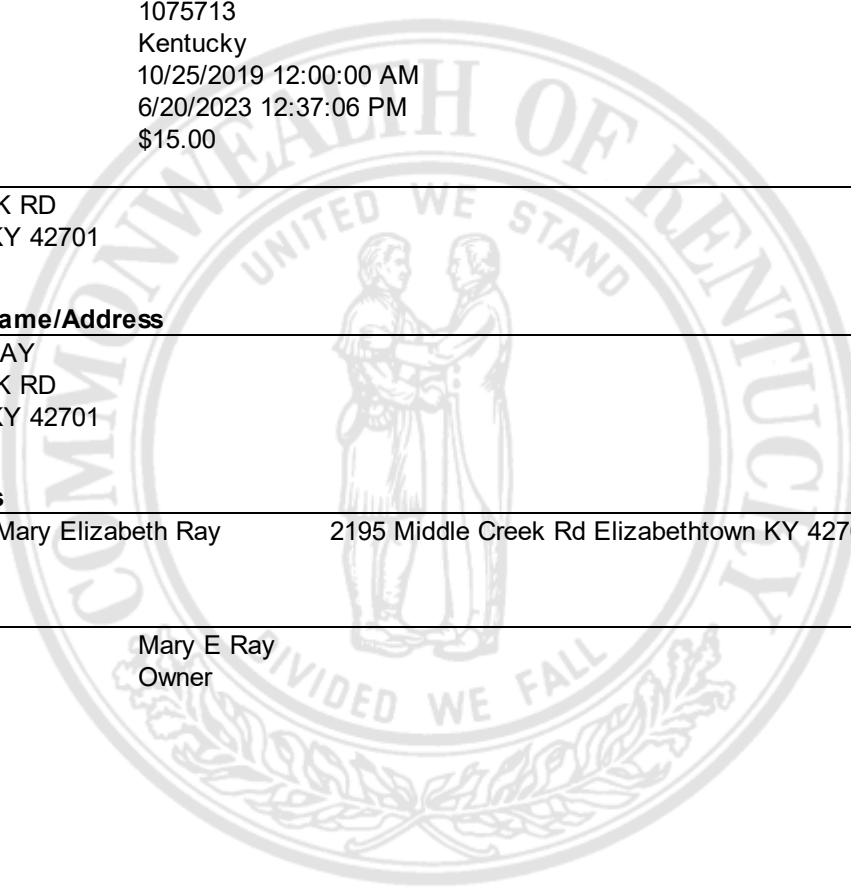 1075713
Kentucky
10/25/2019 12:00:00 AM
6/20/2023 12:37:06 PM
$15.00
K RD
KY 42701
ame/Address
AY
K RD
KY 42701
s
Mary Elizabeth Ray 2195 Middle Creek Rd Elizabethtown KY 427
Mary E Ray
Owner
COMMONWEALTH OF KENTUCKY
UNITED WE STAND
DIVIDED WE FALL